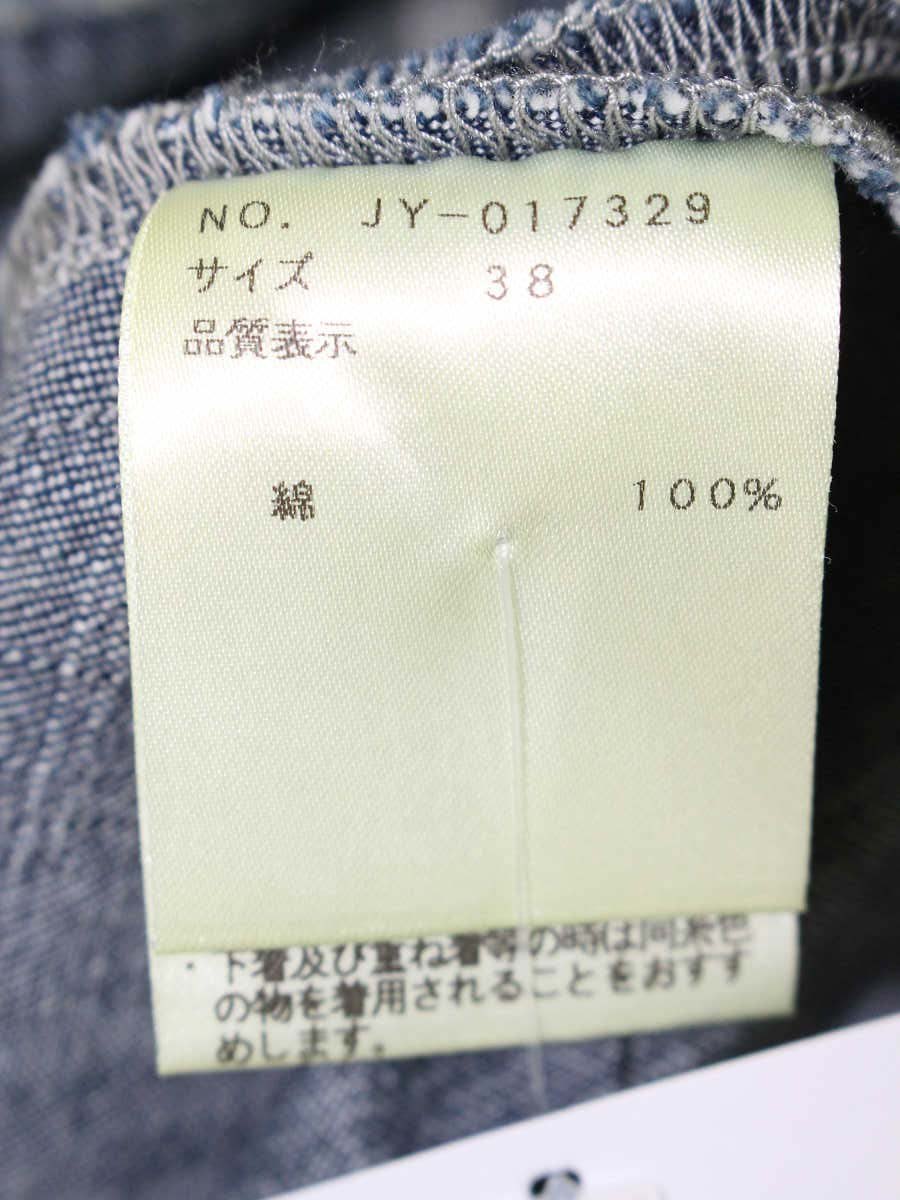 NO. JY-017329
サイズ 38
品質表示
綿 100%
・下着及び重ね着等の時は同系色
の物を着用されることをおすす
めします。